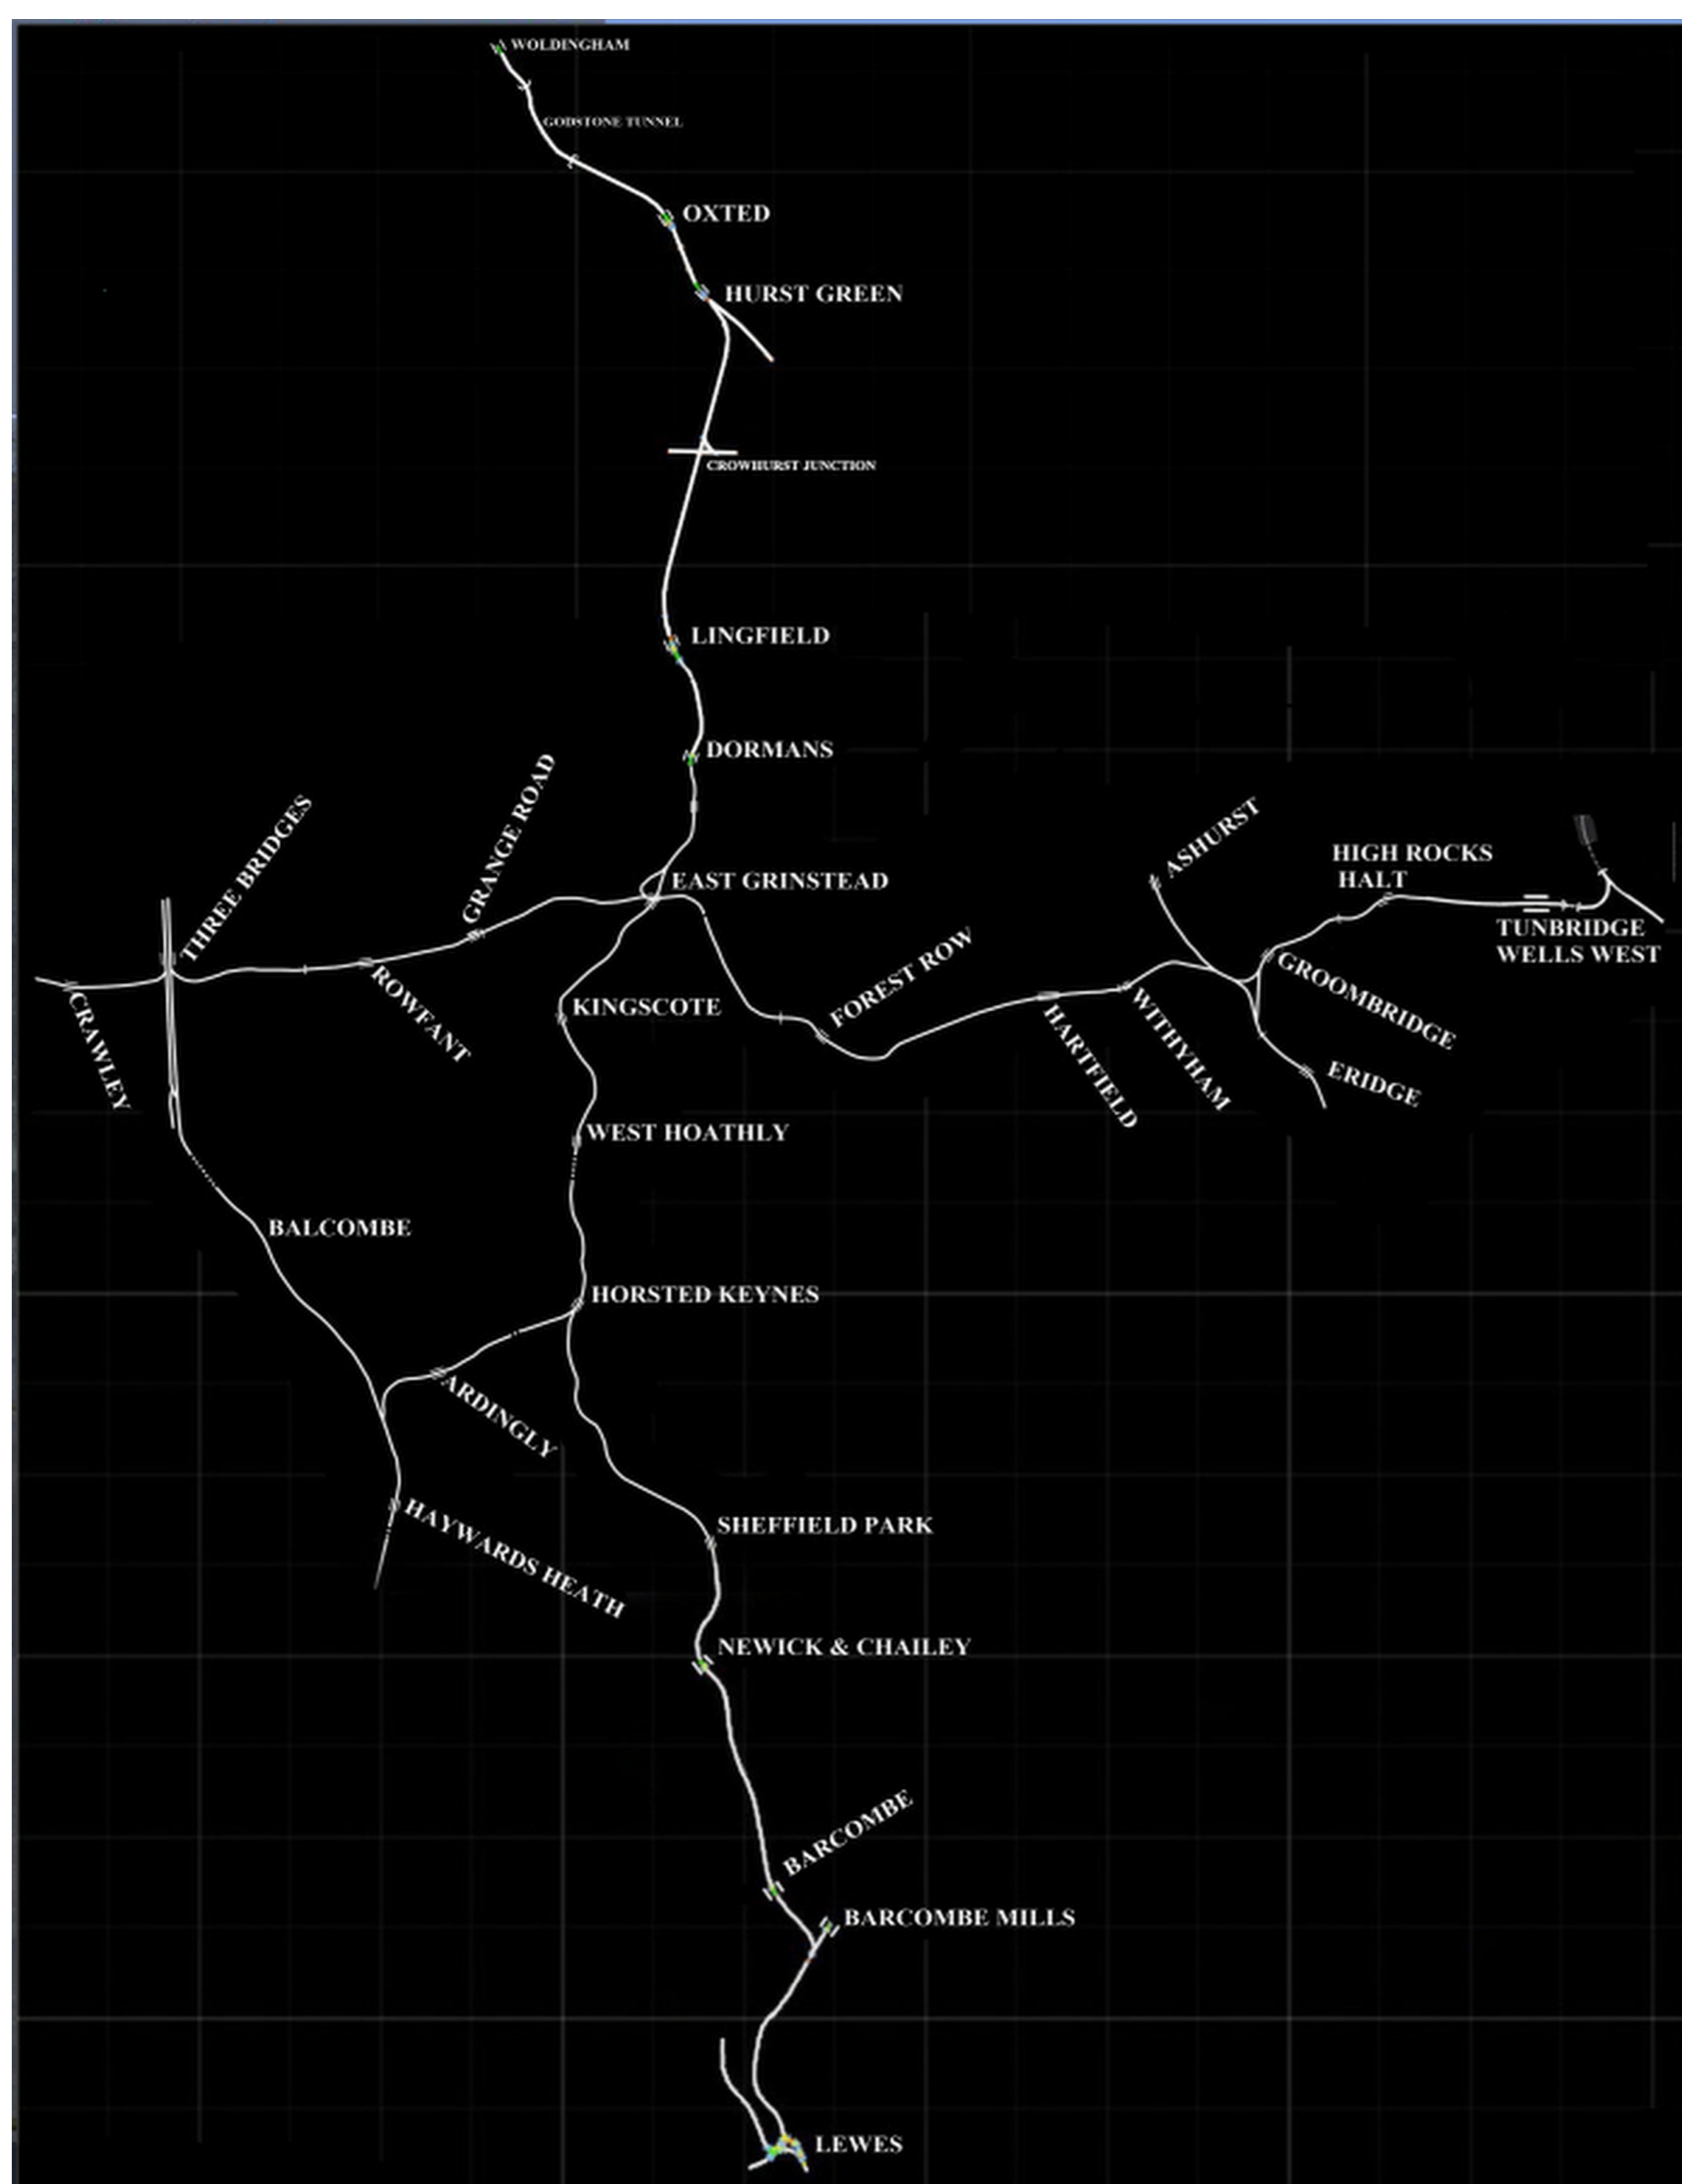 WOLDINGHAM
GODSTONE TUNNEL
OXTED
HURST GREEN
CROWHURST JUNCTION
LINGFIELD
DORMANS
GRANGE ROAD
THREE BRIDGES
ASHURST
HIGH ROCKS
HALT
EAST GRINSTEAD
TUNBRIDGE
WELLS WEST
FOREST ROW
GROOMBRIDGE
ROWFANT
KINGSCOTE
CRAWLEY
HARTFIELD
WITHYHAM
ERIDGE
WEST HOATHLY
BALCOMBE
HORSTED KEYNES
ARDINGLY
HAYWARDS HEATH
SHEFFIELD PARK
NEWICK & CHAILEY
BARCOMBE
BARCOMBE MILLS
LEWES